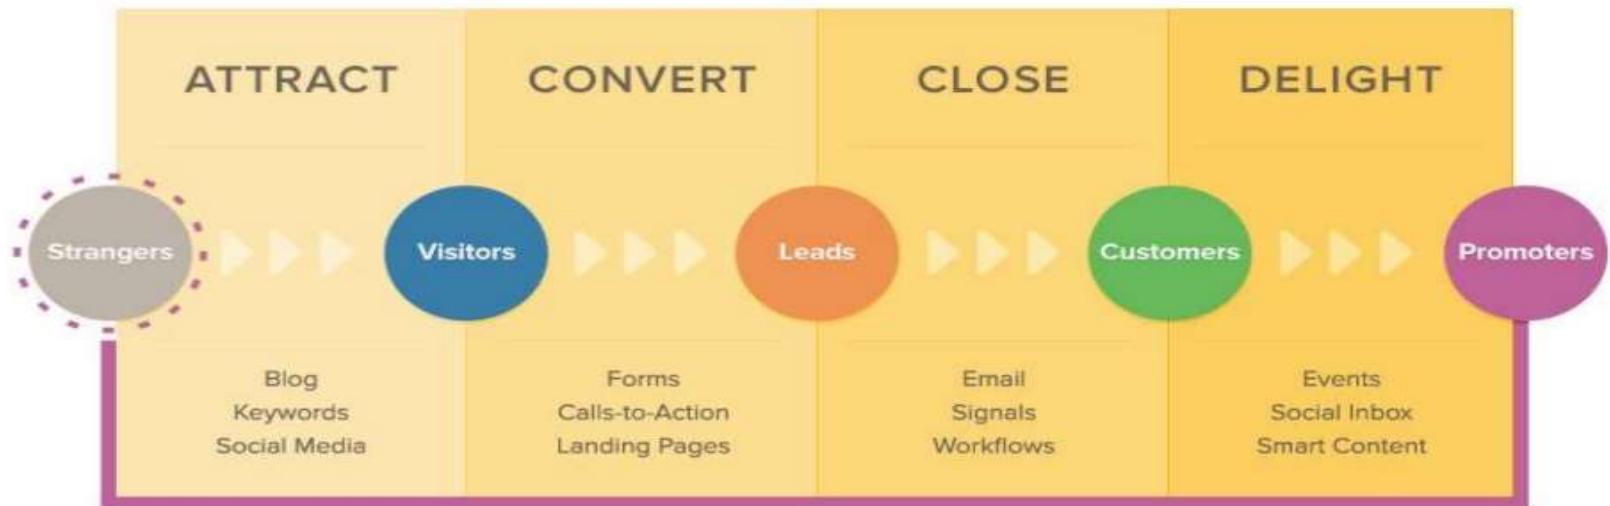 ATTRACT
CONVERT
CLOSE
DELIGHT
Strangers
Visitors
Leads
Customers
Promoters
Blog
Keywords
Social Media
Forms
Calls-to-Action
Landing Pages
Email
Signals
Workflows
Events
Social Inbox
Smart Content